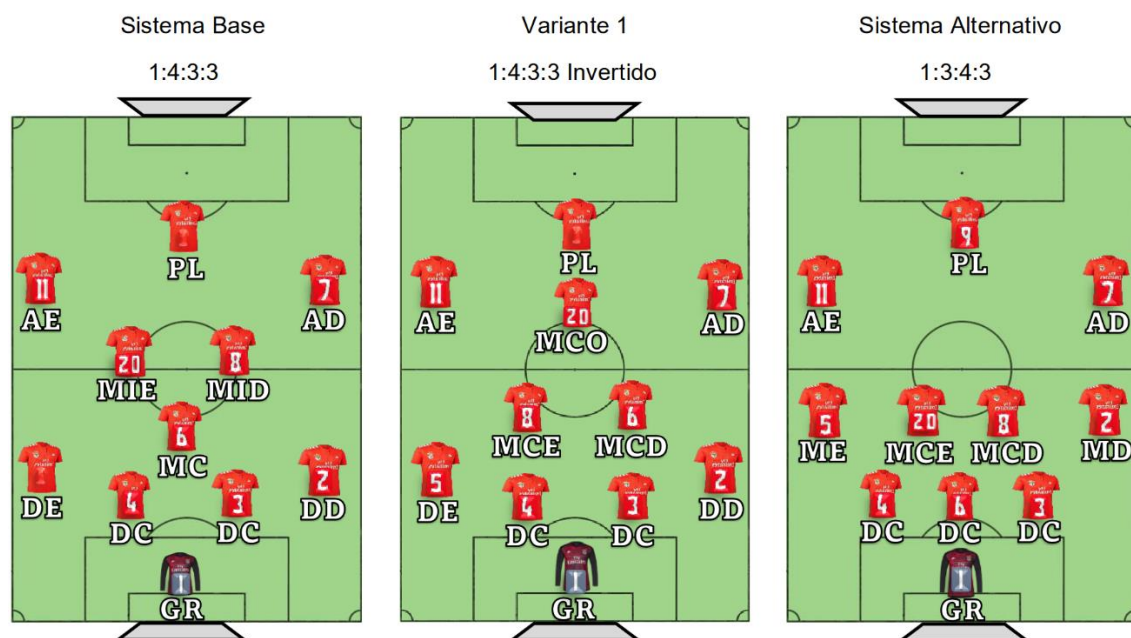 Sistema Base
1:4:3:3
PL
11
AE
7
AD
20
MIE
8
MID
6
MC
DE
4
DC
3
DC
2
DD
1
GR
Variante 1
1:4:3:3 Invertido
PL
11
AE
20
MCO
7
AD
8
MCE
6
MCD
5
DE
4
DC
3
DC
2
DD
1
GR
Sistema Alternativo
1:3:4:3
9
PL
11
AE
7
AD
5
ME
20
MCE
8
MCD
2
MD
4
DC
6
DC
3
DC
1
GR